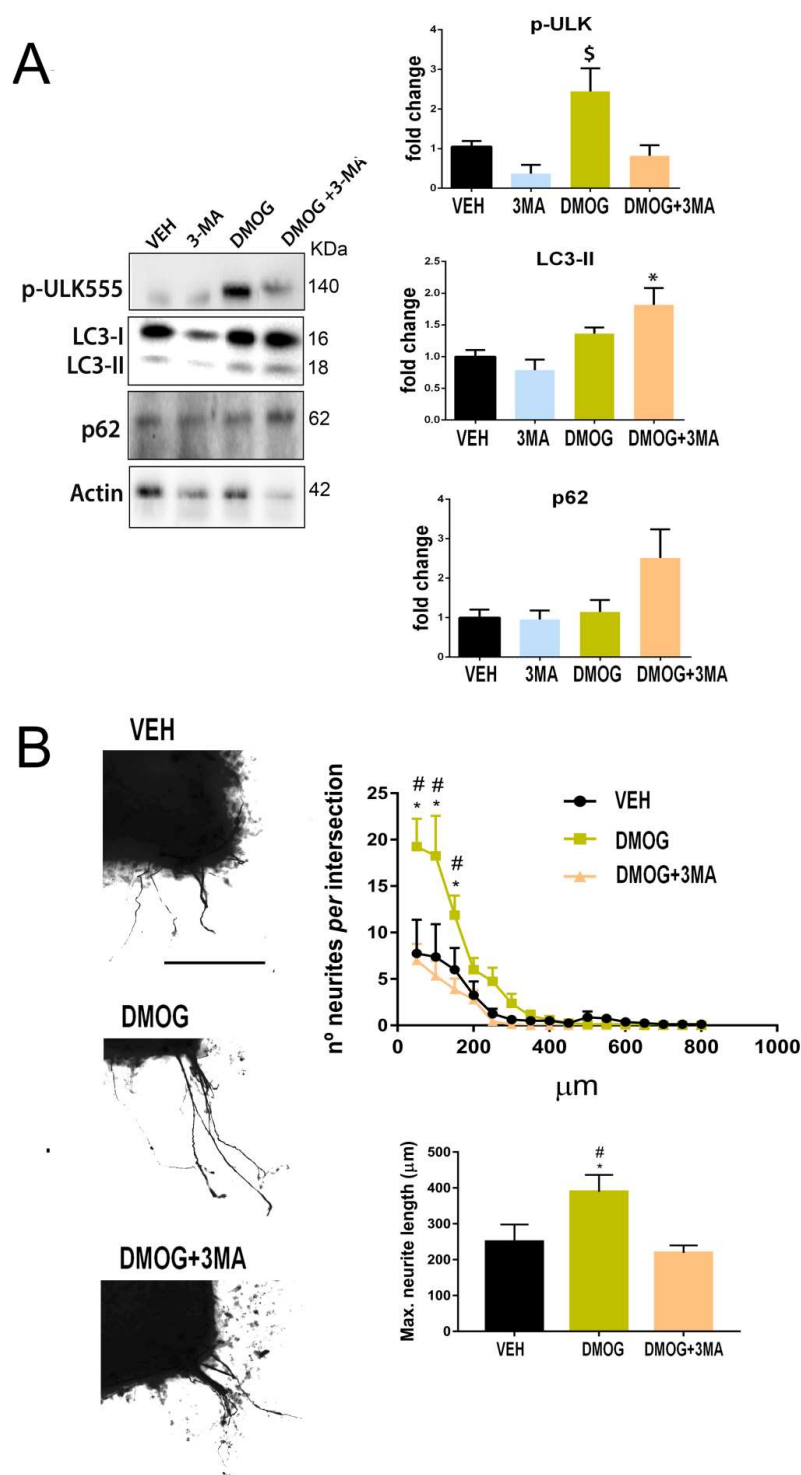 A
VEH
3-MA
DMOG
DMOG +3-MA
KDa
p-ULK555
140
LC3-I
16
LC3-II
18
p62
62
Actin
42
p-ULK
fold change
4
3
2
1
0
$
VEH
3MA
DMOG
DMOG+3MA
LC3-II
fold change
2.5
2.0
1.5
1.0
0.5
0.0
*
VEH
3MA
DMOG
DMOG+3MA
p62
fold change
4
3
2
1
0
VEH
3MA
DMOG
DMOG+3MA
B
VEH
DMOG
DMOG+3MA
nº neurites per intersection
25
20
15
10
5
0
# #
* *
#
*
VEH
DMOG
DMOG+3MA
0 200 400 600 800 1000
μm
Max. neurite length (μm)
500
400
300
200
100
0
#
*
VEH
DMOG
DMOG+3MA